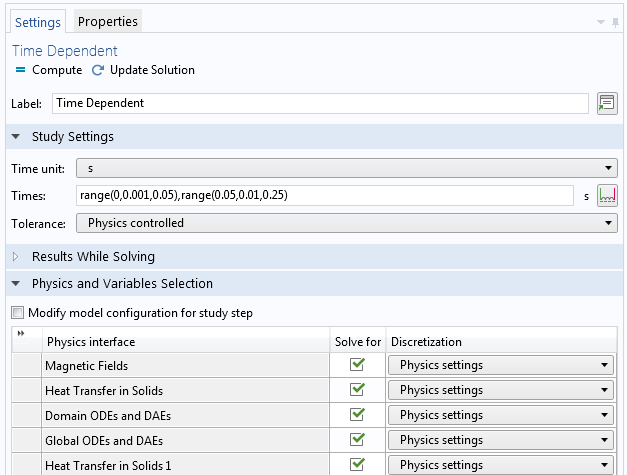 Settings Properties
Time Dependent
Compute Update Solution
Label: Time Dependent
Study Settings
Time unit: s
Times: range(0,0.001,0.05),range(0.05,0.01,0.25) s
Tolerance: Physics controlled
Results While Solving
Physics and Variables Selection
Modify model configuration for study step
Physics interface Solve for Discretization
Magnetic Fields Physics settings
Heat Transfer in Solids Physics settings
Domain ODEs and DAEs Physics settings
Global ODEs and DAEs Physics settings
Heat Transfer in Solids 1 Physics settings